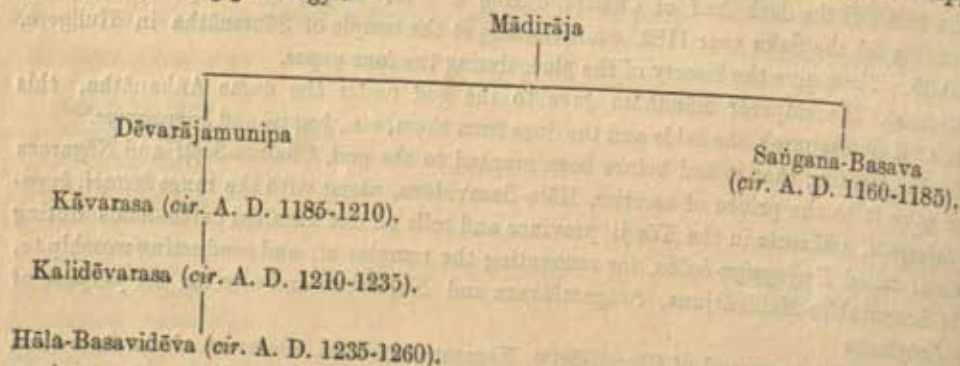 Mādirāja
Dēvarājamunipa
Saṅgana-Basava
(cir. A. D. 1160-1185).
Kāvarasa (cir. A. D. 1185-1210).
Kalidēvarasa (cir. A. D. 1210-1235).
Hāla-Basavidēva (cir. A. D. 1235-1260).